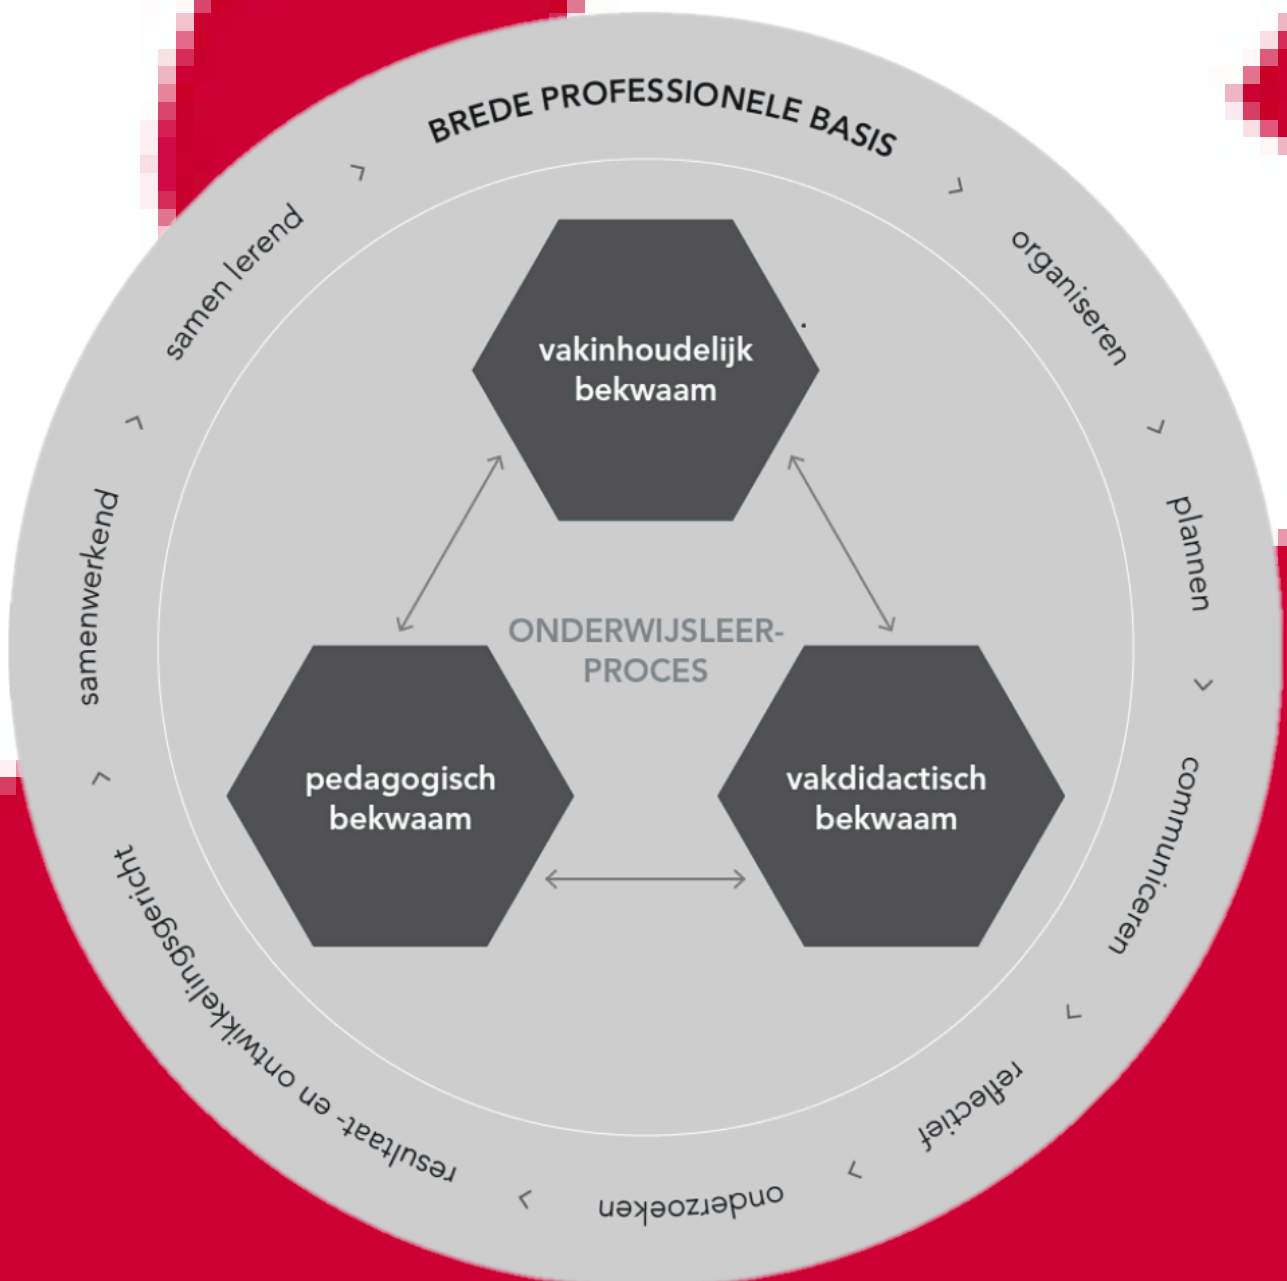 BREDE PROFESSIONELE BASIS
organiseren
plannen
communiceren
reflectief
onderzoeken
resultaat- en ontwikkelingsgericht
samenwerkend
samen lerend
vakinhoudelijk
bekwaam
ONDERWIJSLEER-
PROCES
pedagogisch
bekwaam
vakdidactisch
bekwaam